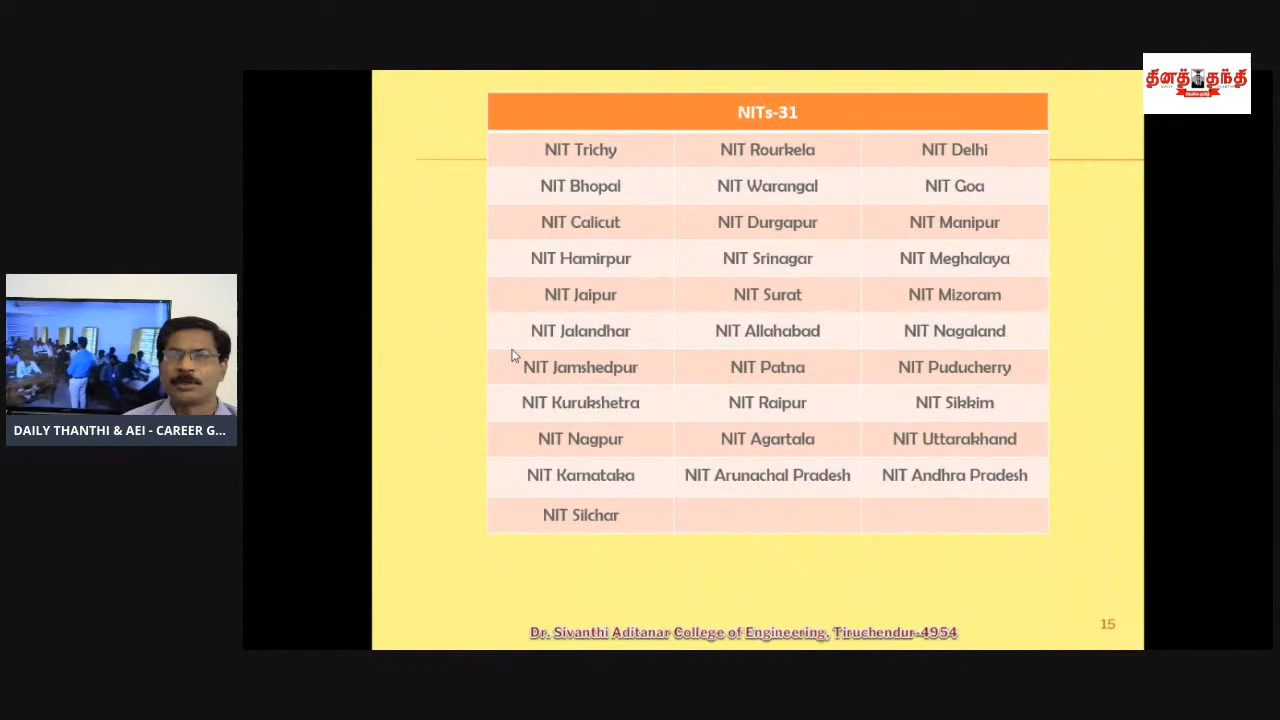 தினத்தந்தி
NITs-31
NIT Trichy NIT Rourkela NIT Delhi
NIT Bhopal NIT Warangal NIT Goa
NIT Calicut NIT Durgapur NIT Manipur
NIT Hamirpur NIT Srinagar NIT Meghalaya
NIT Jaipur NIT Surat NIT Mizoram
NIT Jalandhar NIT Allahabad NIT Nagaland
NIT Jamshedpur NIT Patna NIT Puducherry
NIT Kurukshetra NIT Raipur NIT Sikkim
NIT Nagpur NIT Agartala NIT Uttarakhand
NIT Karnataka NIT Arunachal Pradesh NIT Andhra Pradesh
NIT Silchar
DAILY THANTHI & AEI - CAREER G...
Dr. Sivanthi Aditanar College of Engineering, Tiruchendur-4954
15